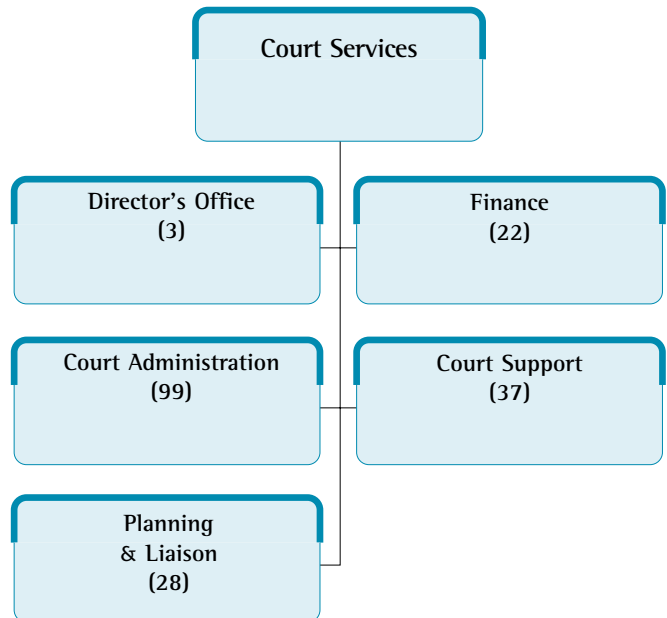 Court Services
Director's Office
(3)
Finance
(22)
Court Administration
(99)
Court Support
(37)
Planning
& Liaison
(28)